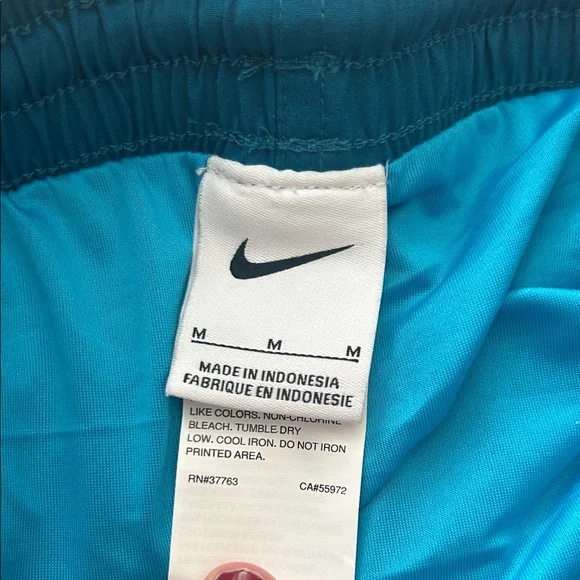 M M M
MADE IN INDONESIA
FABRIQUE EN INDONESIE
LIKE COLORS. NON-CHLORINE
BLEACH. TUMBLE DRY
LOW. COOL IRON. DO NOT IRON
PRINTED AREA.
RN#37763 CA#55972